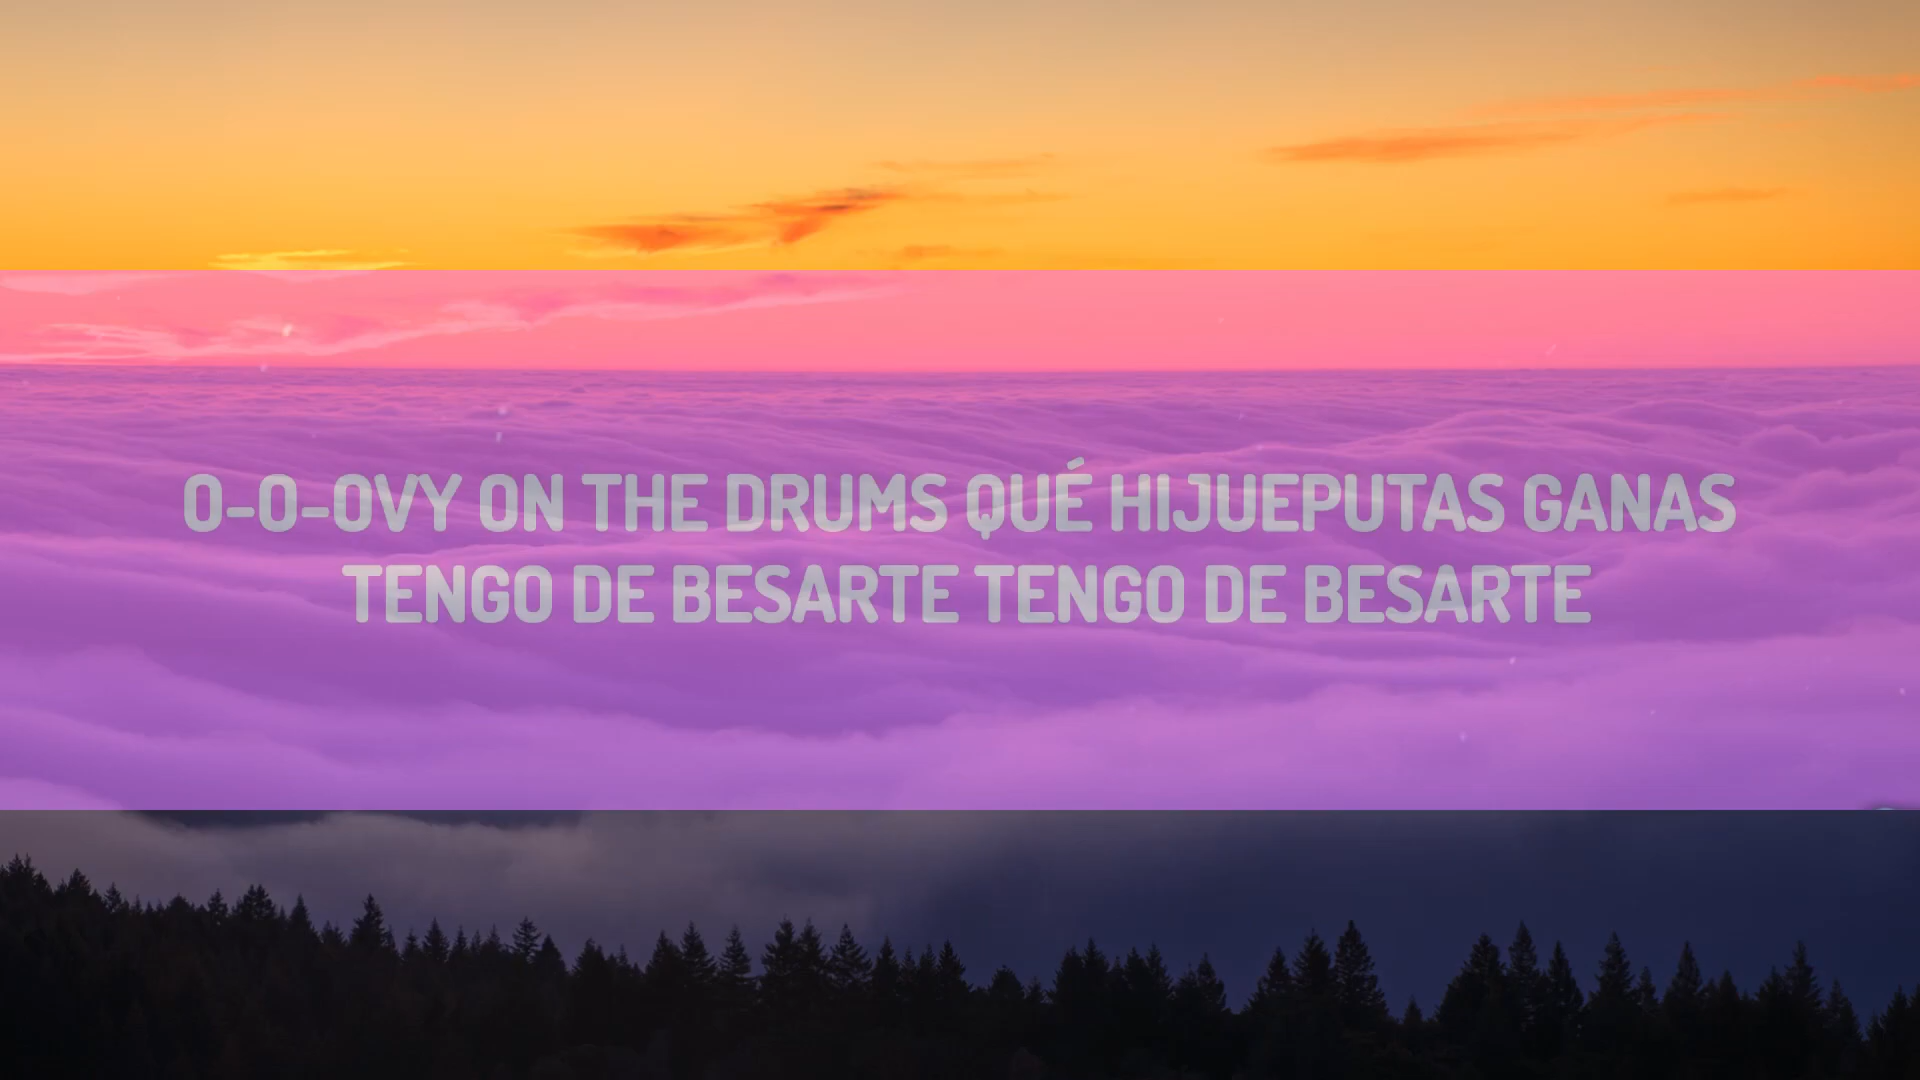 O-O-OVY ON THE DRUMS QUÉ HIJUEPUTAS GANAS
TENGO DE BESARTE TENGO DE BESARTE